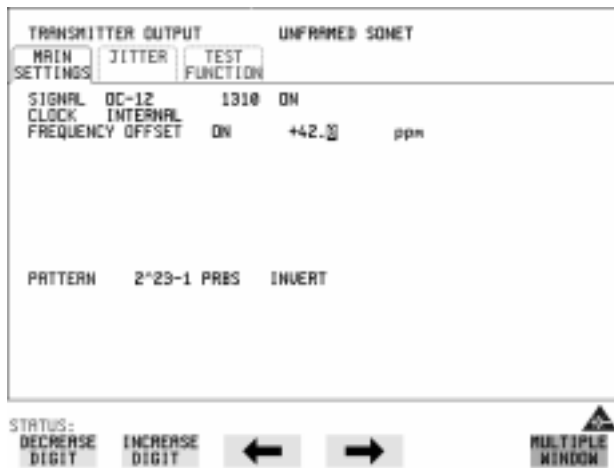 TRANSMITTER OUTPUT UNFRAMED SONET
MAIN SETTINGS JITTER TEST FUNCTION
SIGNAL OC-12 1310 ON
CLOCK INTERNAL
FREQUENCY OFFSET ON +42. ppm
PATTERN 2^23-1 PRBS INVERT
STATUS:
DECREASE DIGIT INCREASE DIGIT MULTIPLE WINDOW